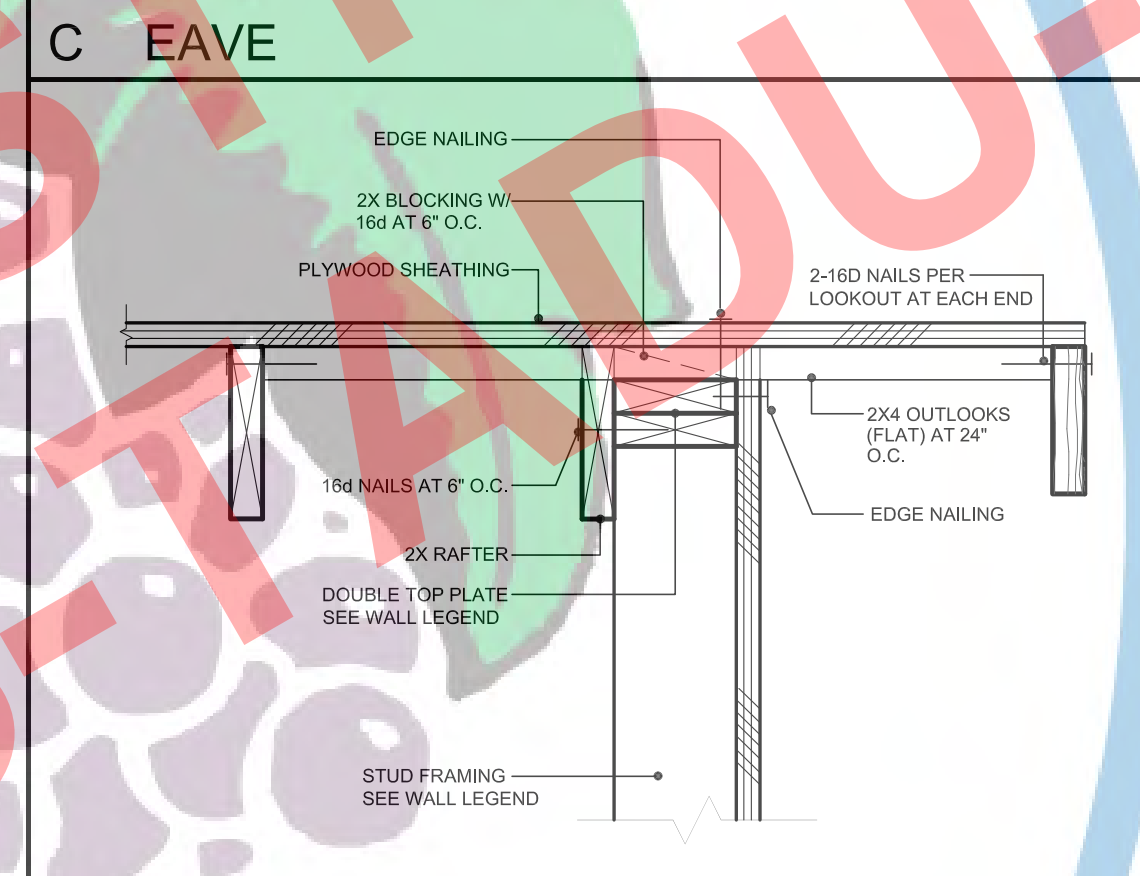 C EAVE
EDGE NAILING
2X BLOCKING W/
16d AT 6" O.C.
PLYWOOD SHEATHING
2-16D NAILS PER
LOOKOUT AT EACH END
2X4 OUTLOOKS
(FLAT) AT 24"
O.C.
16d NAILS AT 6" O.C.
EDGE NAILING
2X RAFTER
DOUBLE TOP PLATE
SEE WALL LEGEND
STUD FRAMING
SEE WALL LEGEND